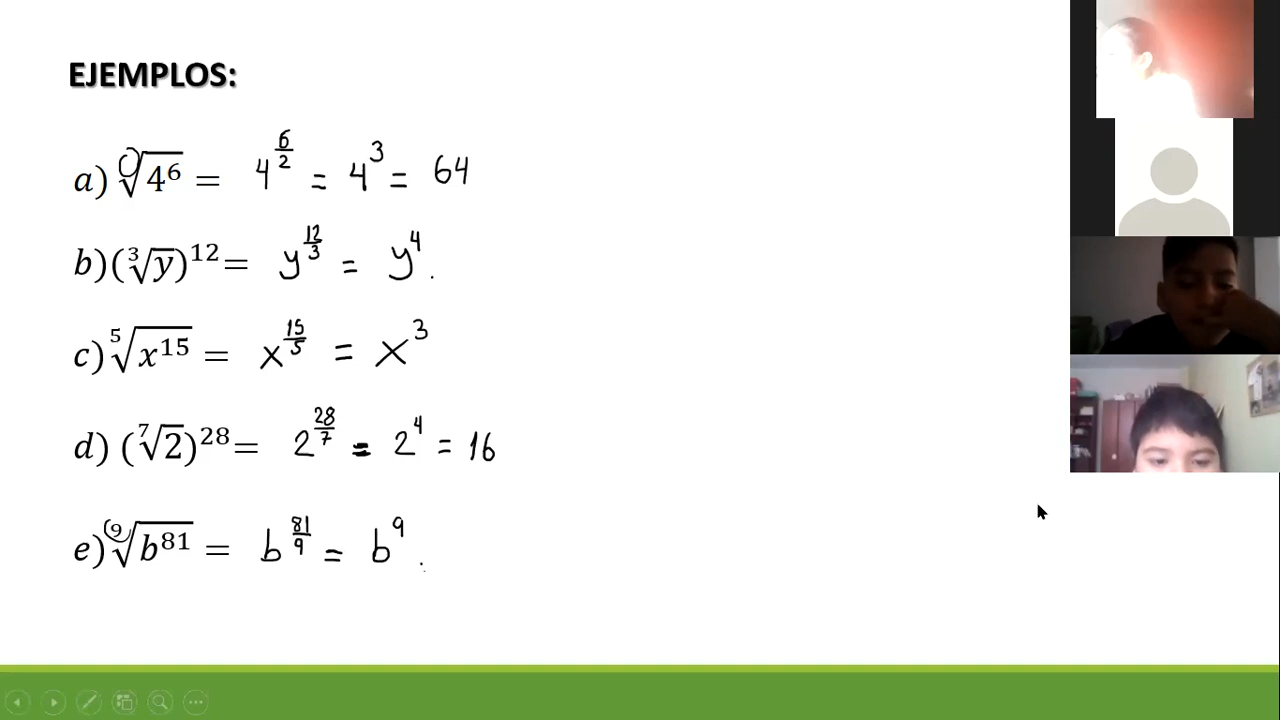 EJEMPLOS:
a) √4⁶ = 4^(6/2) = 4³ = 64
b)(³√y)¹² = y^(12/3) = y⁴.
c) ⁵√x¹⁵ = x^(15/5) = x³
d) (⁷√2)²⁸ = 2^(28/7) = 2⁴ = 16
e) ⁹√b⁸¹ = b^(81/9) = b⁹.